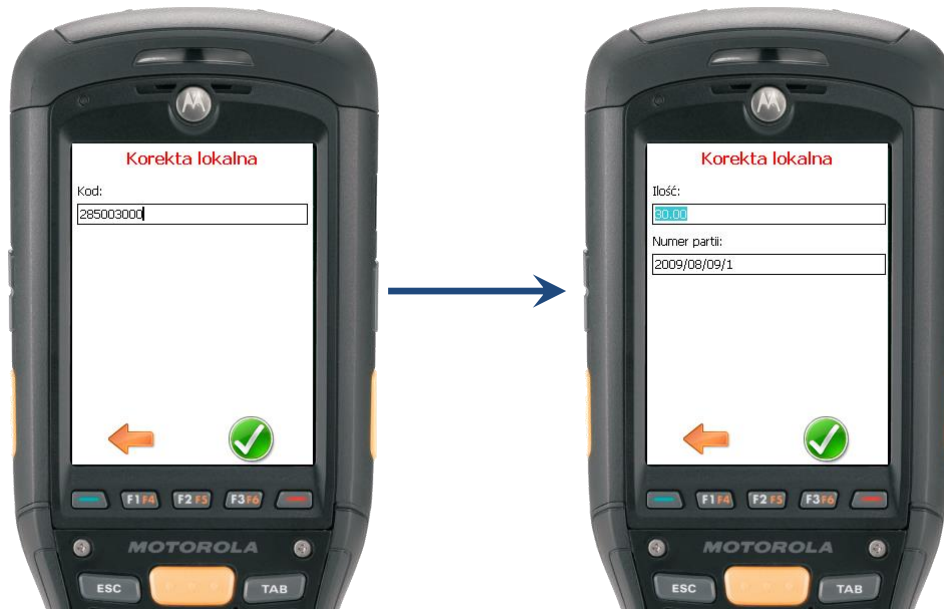 Korekta lokalna
Kod:
285003000
F1 F4 F2 F5 F3 F6
MOTOROLA
ESC TAB
Korekta lokalna
Ilość:
80.00
Numer partii:
2009/08/09/1
F1 F4 F2 F5 F3 F6
MOTOROLA
ESC TAB